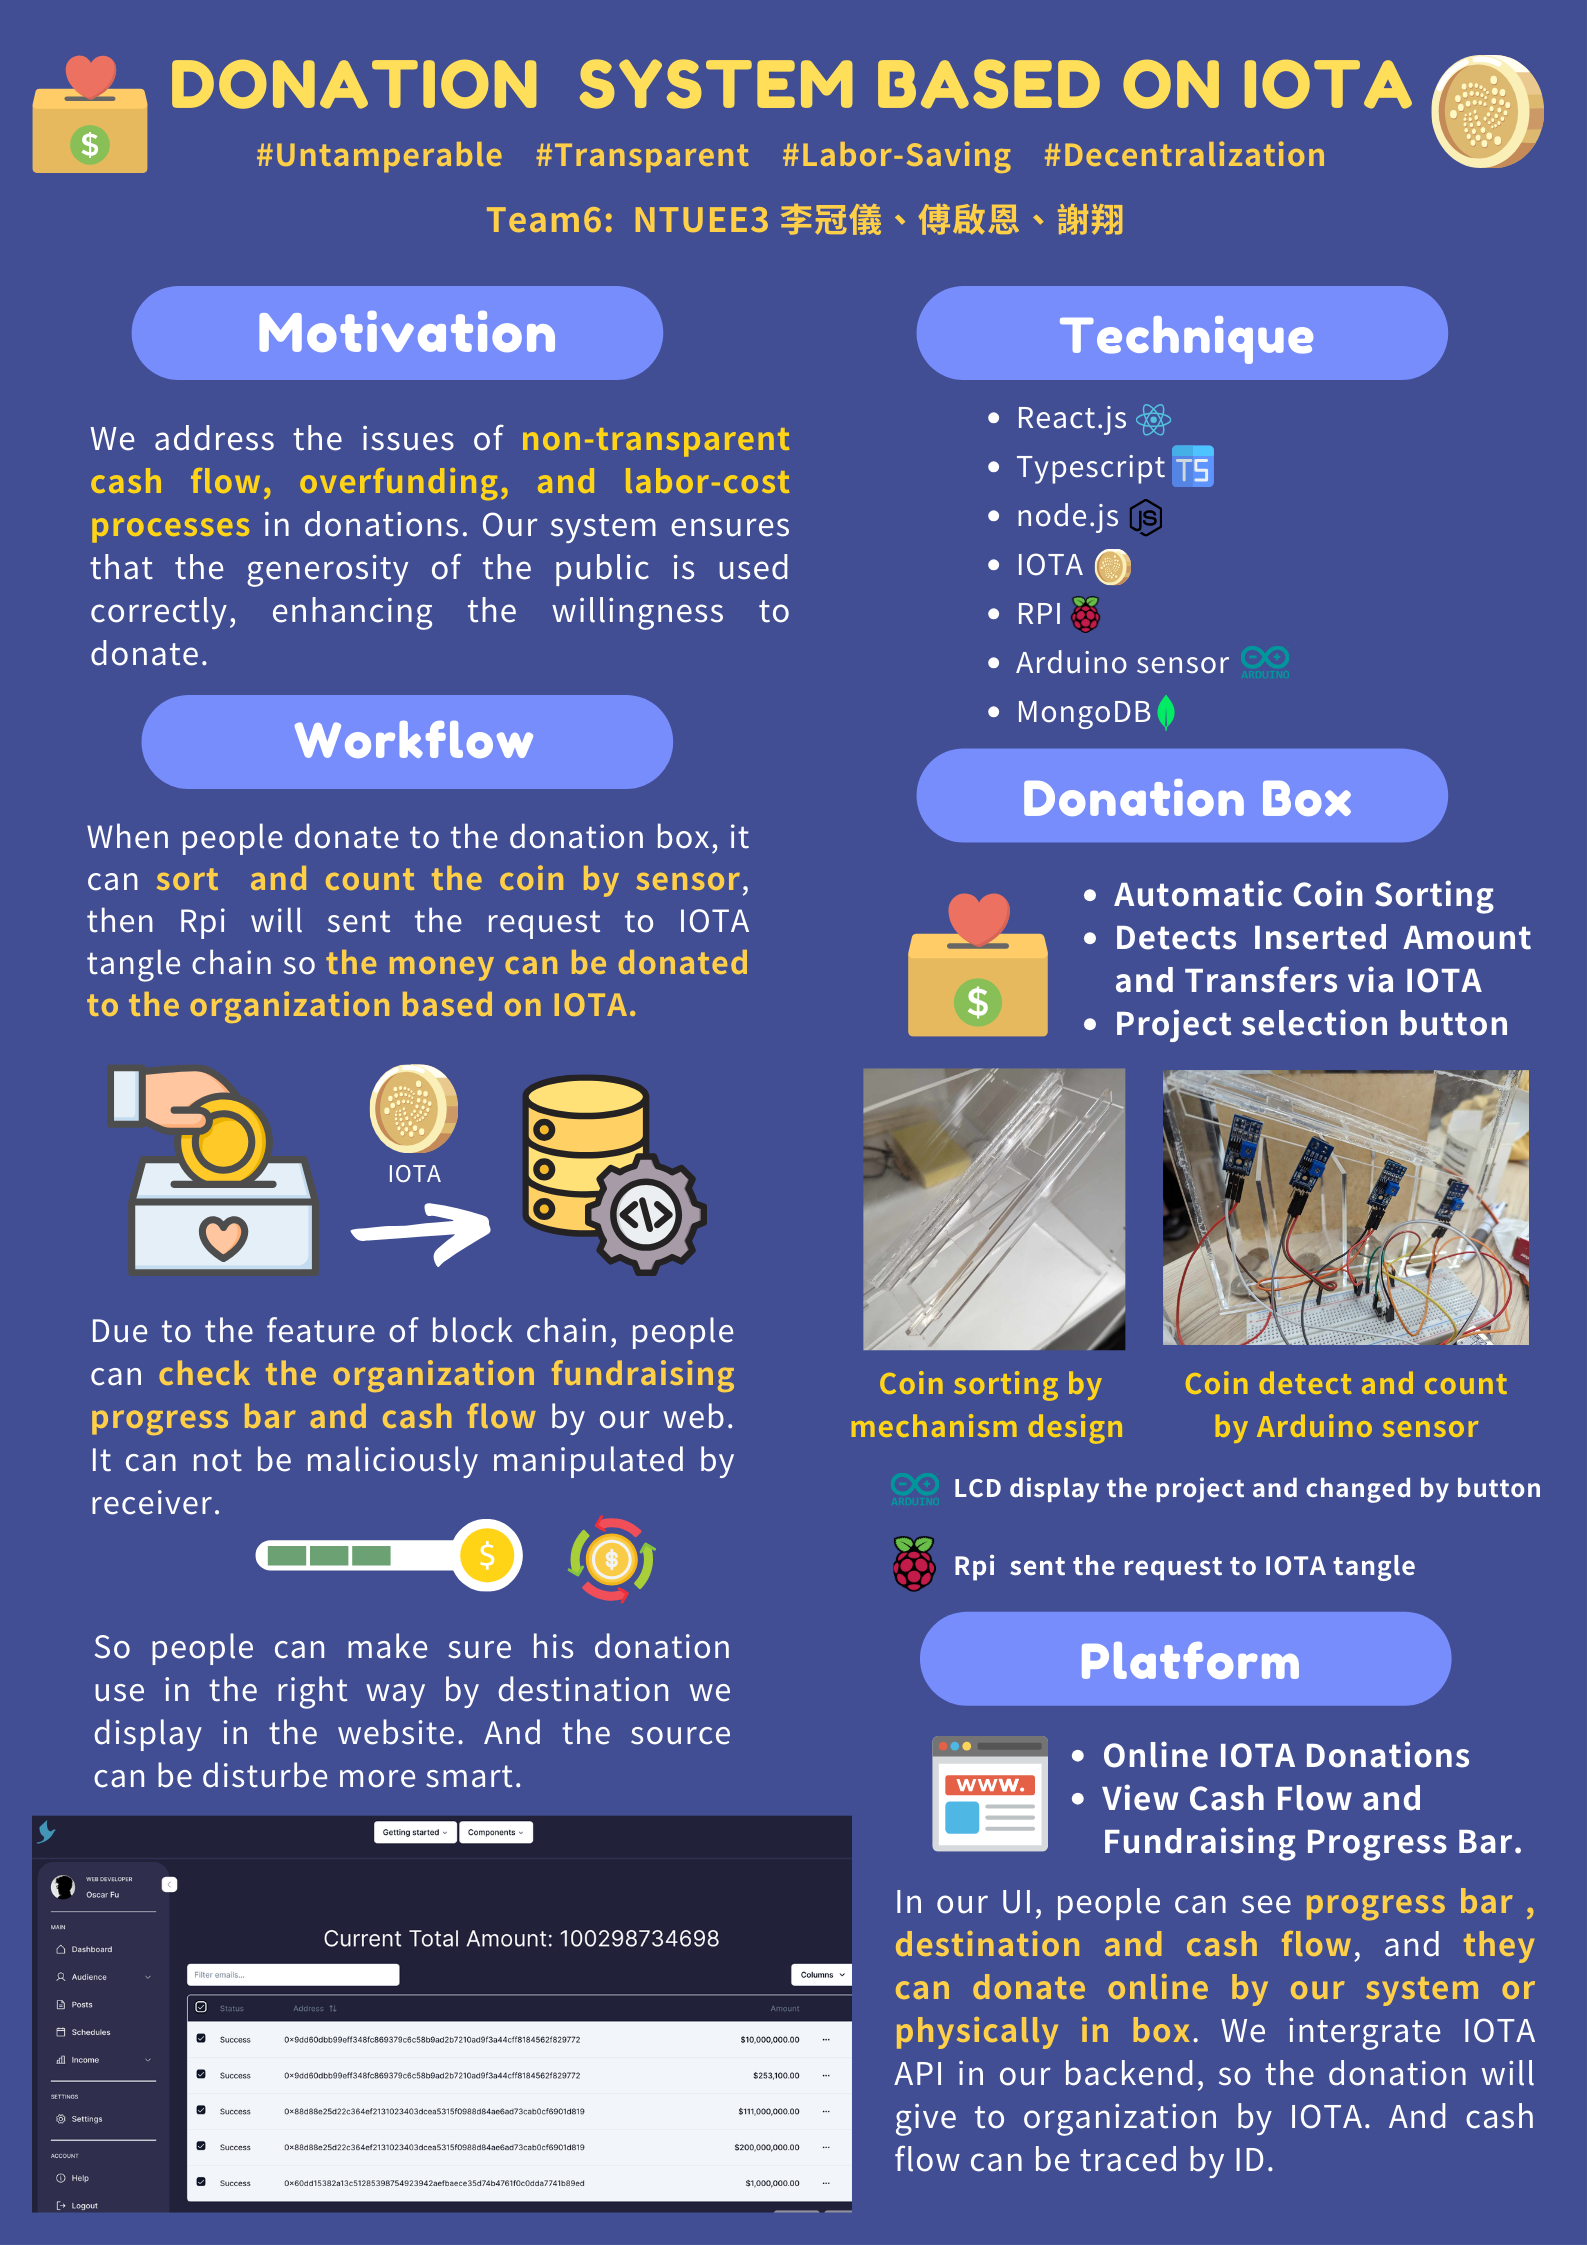 DONATION SYSTEM BASED ON IOTA
#Untamperable #Transparent #Labor-Saving #Decentralization
Team6: NTUEE3 李冠儀、傅啟恩、謝翔
Motivation
We address the issues of non-transparent
cash flow, overfunding, and labor-cost
processes in donations. Our system ensures
that the generosity of the public is used
correctly, enhancing the willingness to
donate.
Workflow
When people donate to the donation box, it
can sort and count the coin by sensor,
then Rpi will sent the request to IOTA
tangle chain so the money can be donated
to the organization based on IOTA.
IOTA
Due to the feature of block chain, people
can check the organization fundraising
progress bar and cash flow by our web.
It can not be maliciously manipulated by
receiver.
So people can make sure his donation
use in the right way by destination we
display in the website. And the source
can be disturbe more smart.
Getting started Components
WEB DEVELOPER
Oscar Fu
MAIN
Dashboard
Audience
Posts
Schedules
Income
SETTINGS
Settings
ACCOUNT
Help
Logout
Current Total Amount: 100298734698
Filter emails...
Columns
Status Address Amount
Success 0x9dd60dbb99eff348fc869379c6c58b9ad2b7210ad9f3a44cff8184562f829772 $10,000,000.00 ...
Success 0x9dd60dbb99eff348fc869379c6c58b9ad2b7210ad9f3a44cff8184562f829772 $253,100.00 ...
Success 0x88d88e25d22c364ef2131023403dcea5315f0988d84ae6ad73cab0cf6901d819 $111,000,000.00 ...
Success 0x88d88e25d22c364ef2131023403dcea5315f0988d84ae6ad73cab0cf6901d819 $200,000,000.00 ...
Success 0x60dd15382a13c51285398754923942aefbaece35d74b4761f0c0dda7741b89ed $1,000,000.00 ...
Technique
React.js
Typescript TS
node.js JS
IOTA
RPI
Arduino sensor ARDUINO
MongoDB
Donation Box
Automatic Coin Sorting
Detects Inserted Amount
and Transfers via IOTA
Project selection button
Coin sorting by
mechanism design
Coin detect and count
by Arduino sensor
ARDUINO LCD display the project and changed by button
Rpi sent the request to IOTA tangle
Platform
WWW.
Online IOTA Donations
View Cash Flow and
Fundraising Progress Bar.
In our UI, people can see progress bar ,
destination and cash flow, and they
can donate online by our system or
physically in box. We intergrate IOTA
API in our backend, so the donation will
give to organization by IOTA. And cash
flow can be traced by ID.